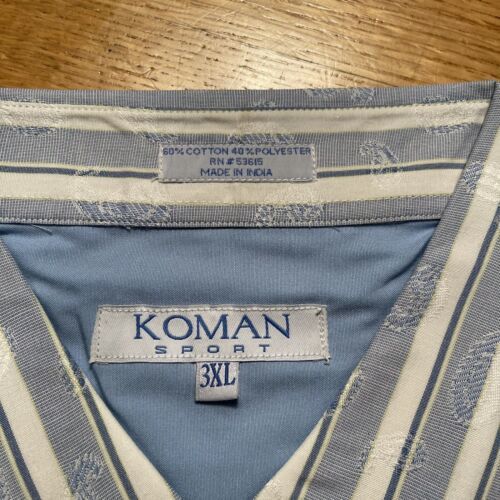 60% COTTON 40% POLYESTER
RN # 53615
MADE IN INDIA
KOMAN
SPORT
3XL